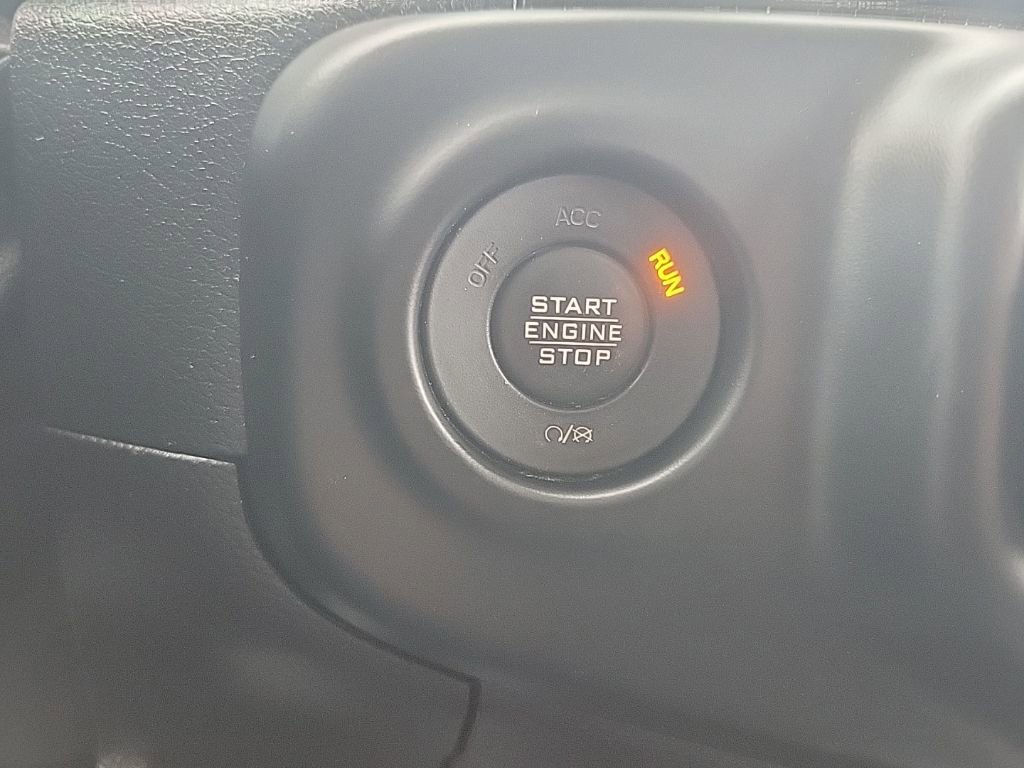 ACC
OFF
RUN
START
ENGINE
STOP